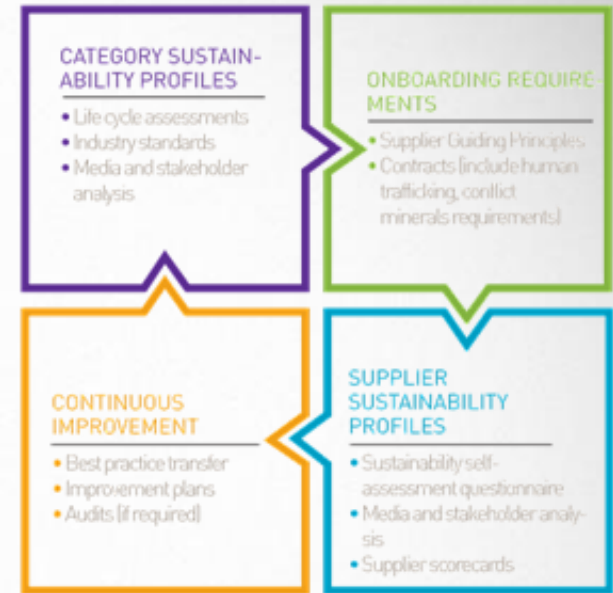 CATEGORY SUSTAIN-
ABILITY PROFILES
• Life cycle assessments
• Industry standards
• Media and stakeholder
analysis
ONBOARDING REQUIRE-
MENTS
• Supplier Guiding Principles
• Contracts (include human
trafficking, conflict
minerals requirements)
SUPPLIER
SUSTAINABILITY
PROFILES
• Sustainability self-
assessment questionnaire
• Media and stakeholder analy-
sis
• Supplier scorecards
CONTINUOUS
IMPROVEMENT
• Best practice transfer
• Improvement plans
• Audits (if required)